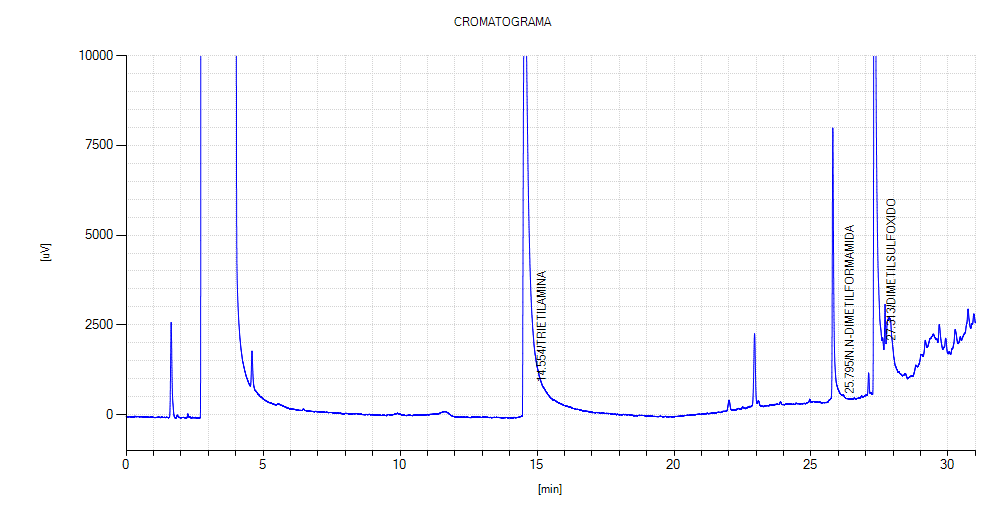 CROMATOGRAMA
10000
7500
5000
2500
0
[uV]
14.554/TRIETILAMINA
25.795/N.N-DIMETILFORMAMIDA
27.313/DIMETILSULFOXIDO
0 5 10 15 20 25 30
[min]